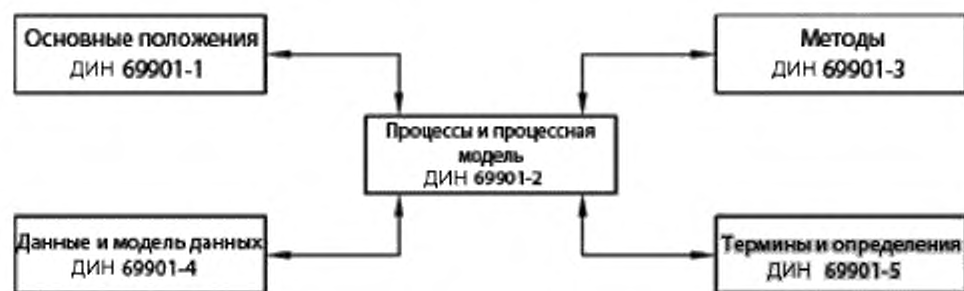 Основные положения
ДИН 69901-1
Методы
ДИН 69901-3
Процессы и процессная
модель
ДИН 69901-2
Данные и модель данных
ДИН 69901-4
Термины и определения
ДИН 69901-5